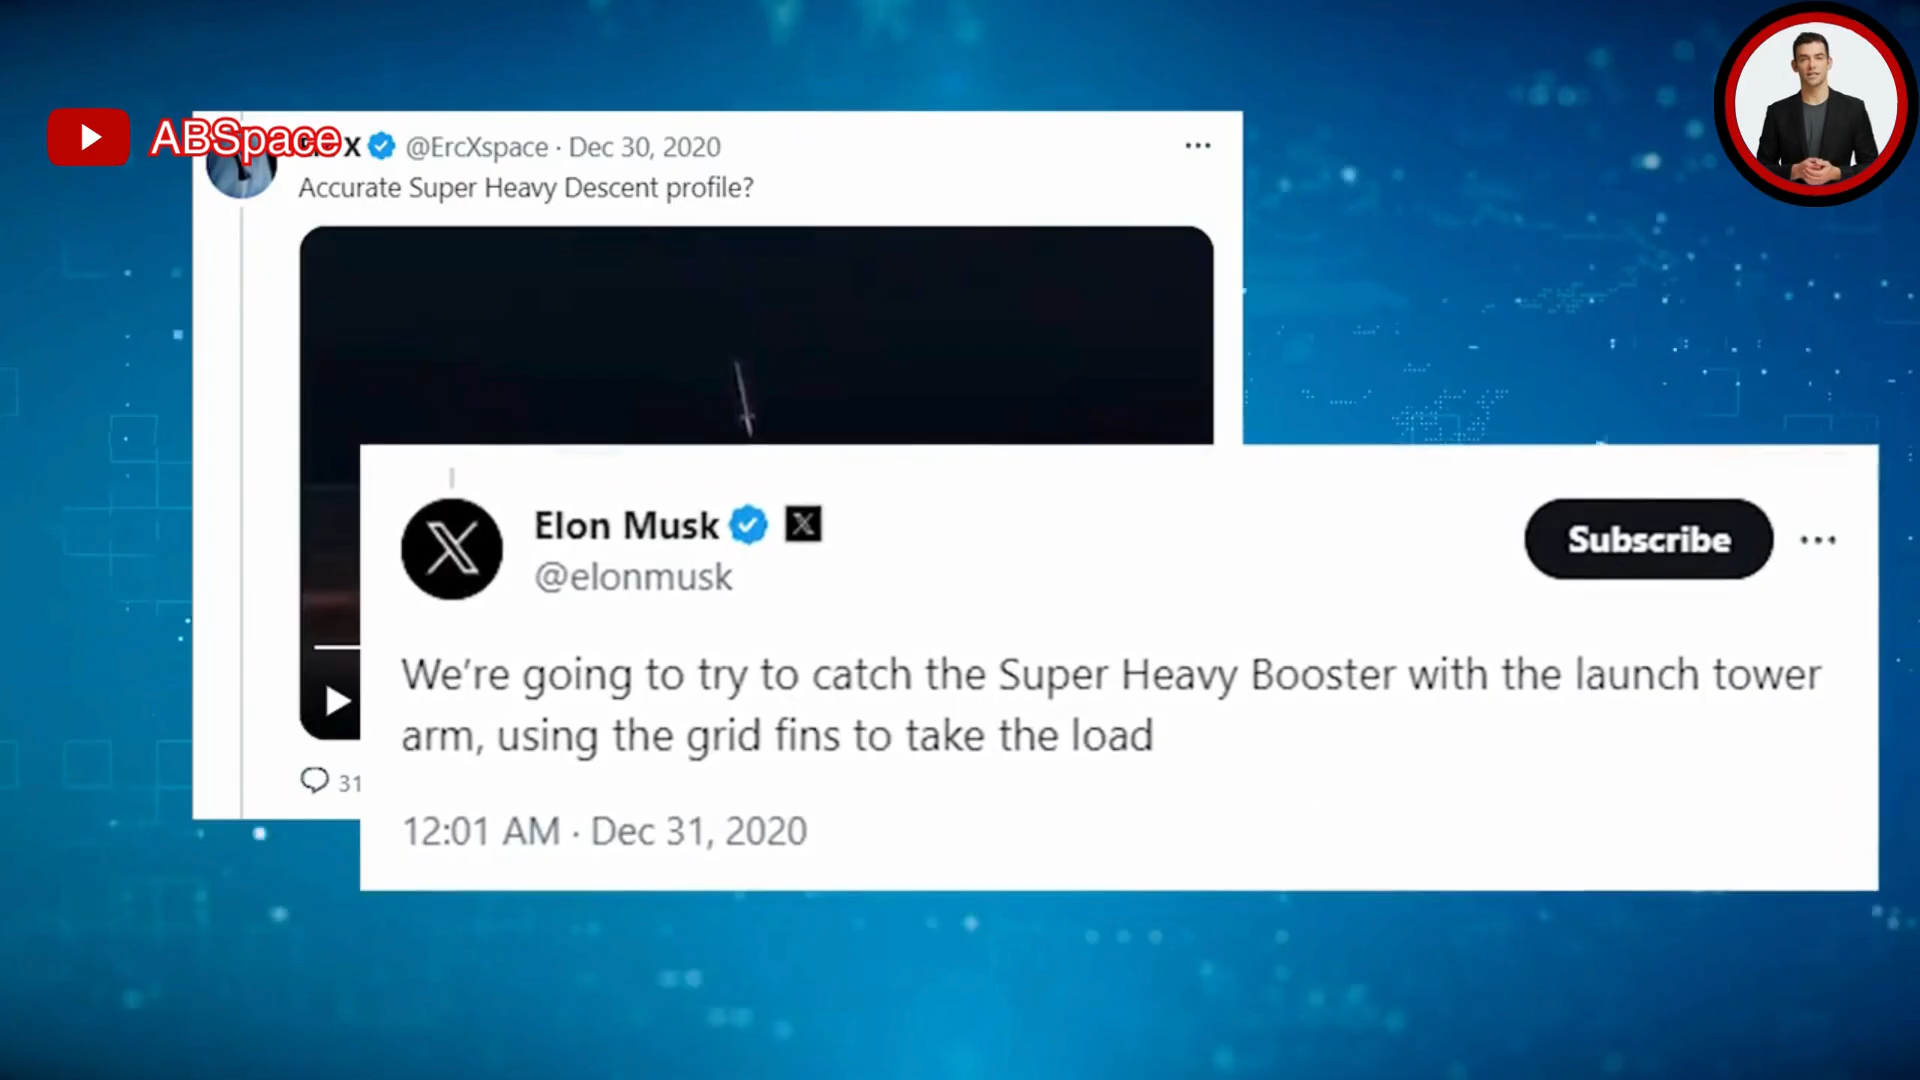 ABSpace
X @ErcXspace · Dec 30, 2020
Accurate Super Heavy Descent profile?
Elon Musk
@elonmusk
Subscribe
We’re going to try to catch the Super Heavy Booster with the launch tower
arm, using the grid fins to take the load
12:01 AM · Dec 31, 2020
31